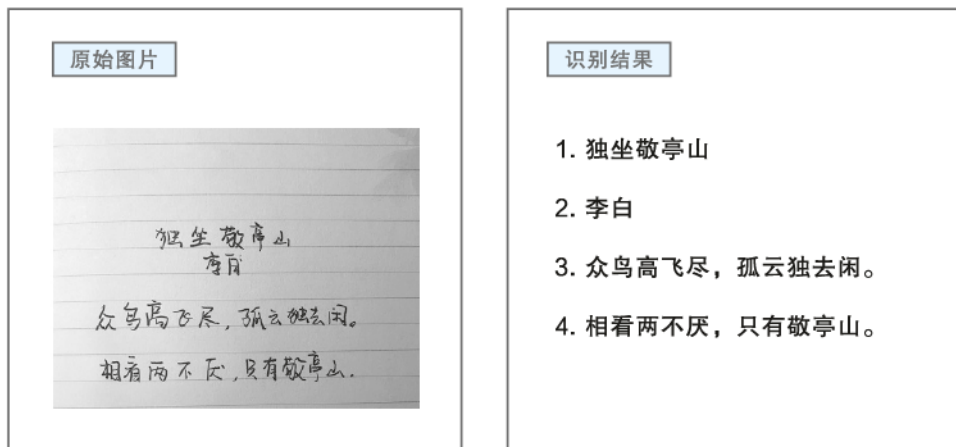 原始图片
独坐敬亭山
李白
众鸟高飞尽，孤云独去闲。
相看两不厌，只有敬亭山.
识别结果
1. 独坐敬亭山
2. 李白
3. 众鸟高飞尽，孤云独去闲。
4. 相看两不厌，只有敬亭山。